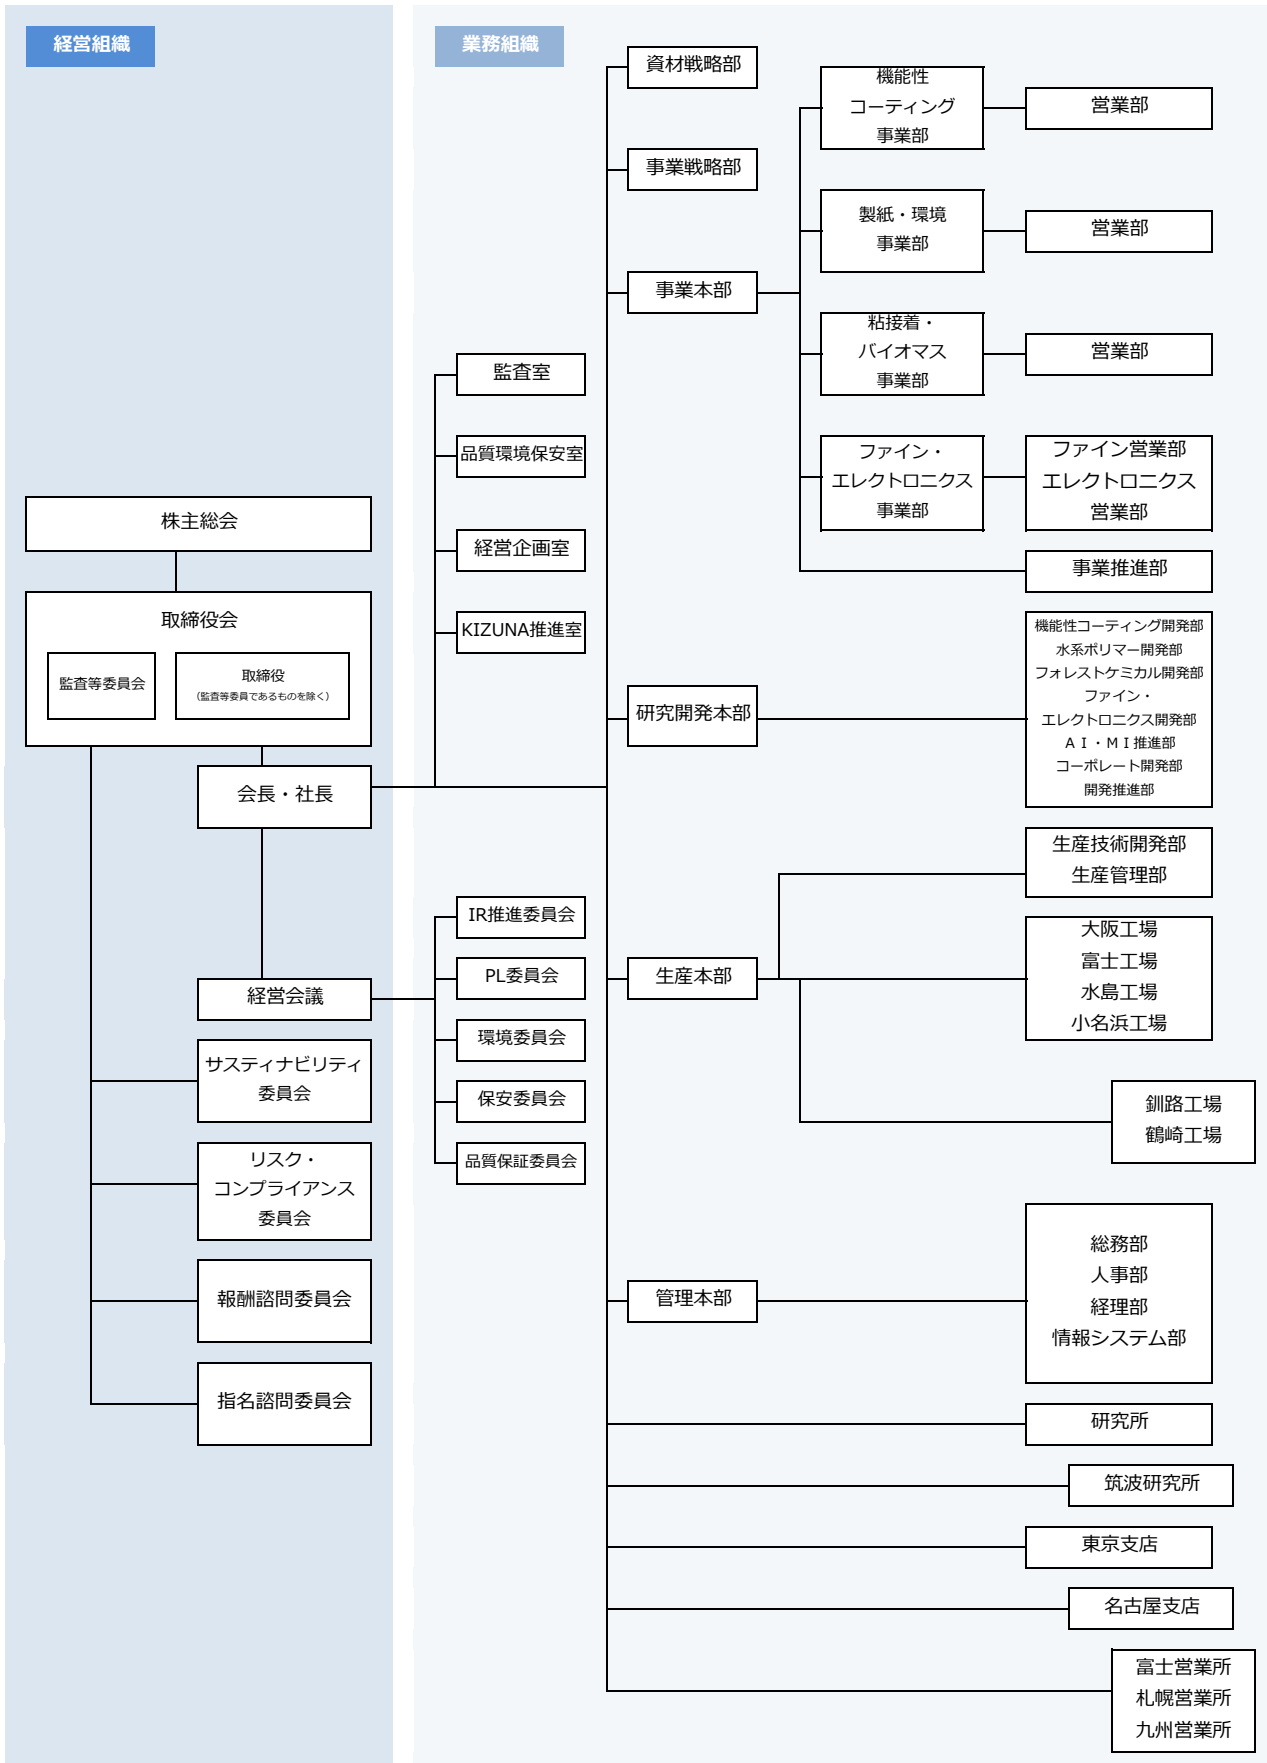 経営組織
株主総会
取締役会
監査等委員会
取締役
（監査等委員であるものを除く）
会長・社長
経営会議
サスティナビリティ
委員会
リスク・
コンプライアンス
委員会
報酬諮問委員会
指名諮問委員会
業務組織
監査室
品質環境保安室
経営企画室
KIZUNA推進室
IR推進委員会
PL委員会
環境委員会
保安委員会
品質保証委員会
資材戦略部
事業戦略部
事業本部
機能性
コーティング
事業部
営業部
製紙・環境
事業部
営業部
粘接着・
バイオマス
事業部
営業部
ファイン・
エレクトロニクス
事業部
ファイン営業部
エレクトロニクス
営業部
事業推進部
研究開発本部
機能性コーティング開発部
水系ポリマー開発部
フォレストケミカル開発部
ファイン・
エレクトロニクス開発部
ＡＩ・ＭＩ推進部
コーポレート開発部
開発推進部
生産本部
生産技術開発部
生産管理部
大阪工場
富士工場
水島工場
小名浜工場
釧路工場
鶴崎工場
管理本部
総務部
人事部
経理部
情報システム部
研究所
筑波研究所
東京支店
名古屋支店
富士営業所
札幌営業所
九州営業所